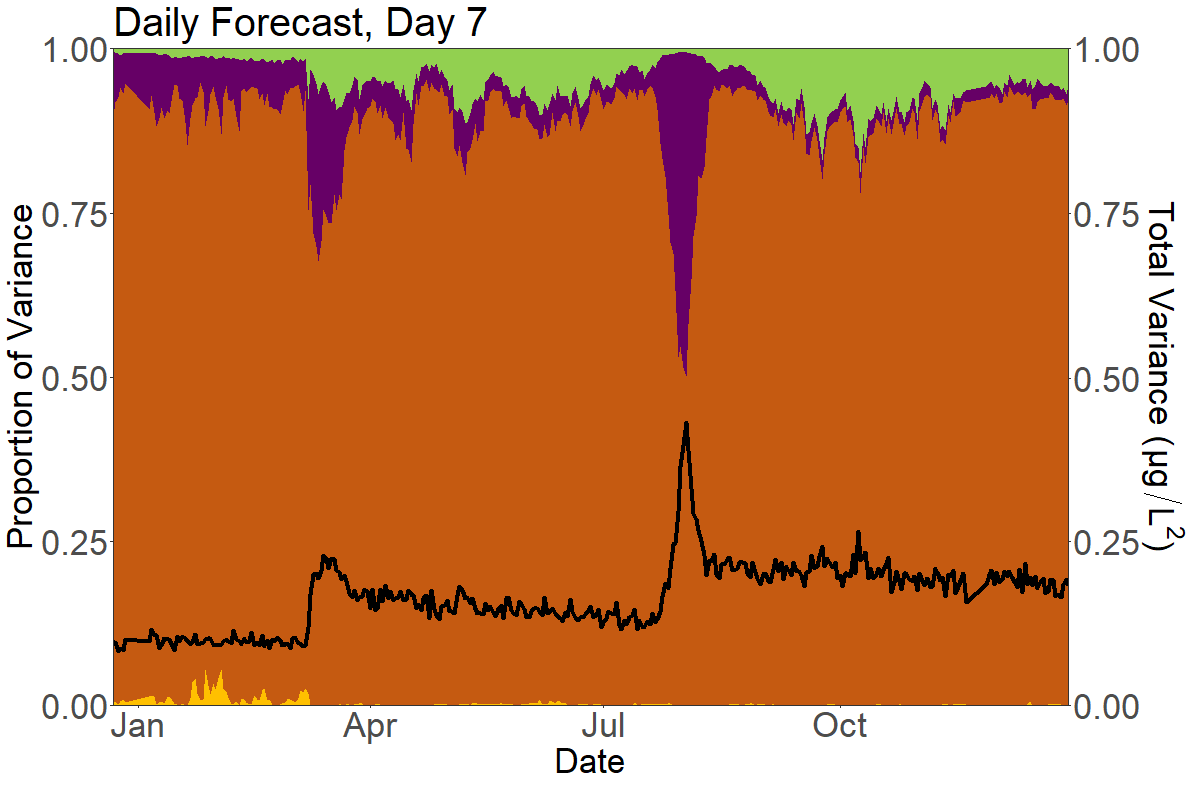 Daily Forecast, Day 7
1.00
0.75
0.50
0.25
0.00
Proportion of Variance
1.00
0.75
0.50
0.25
0.00
Total Variance (µg/L²)
Jan Apr Jul Oct
Date